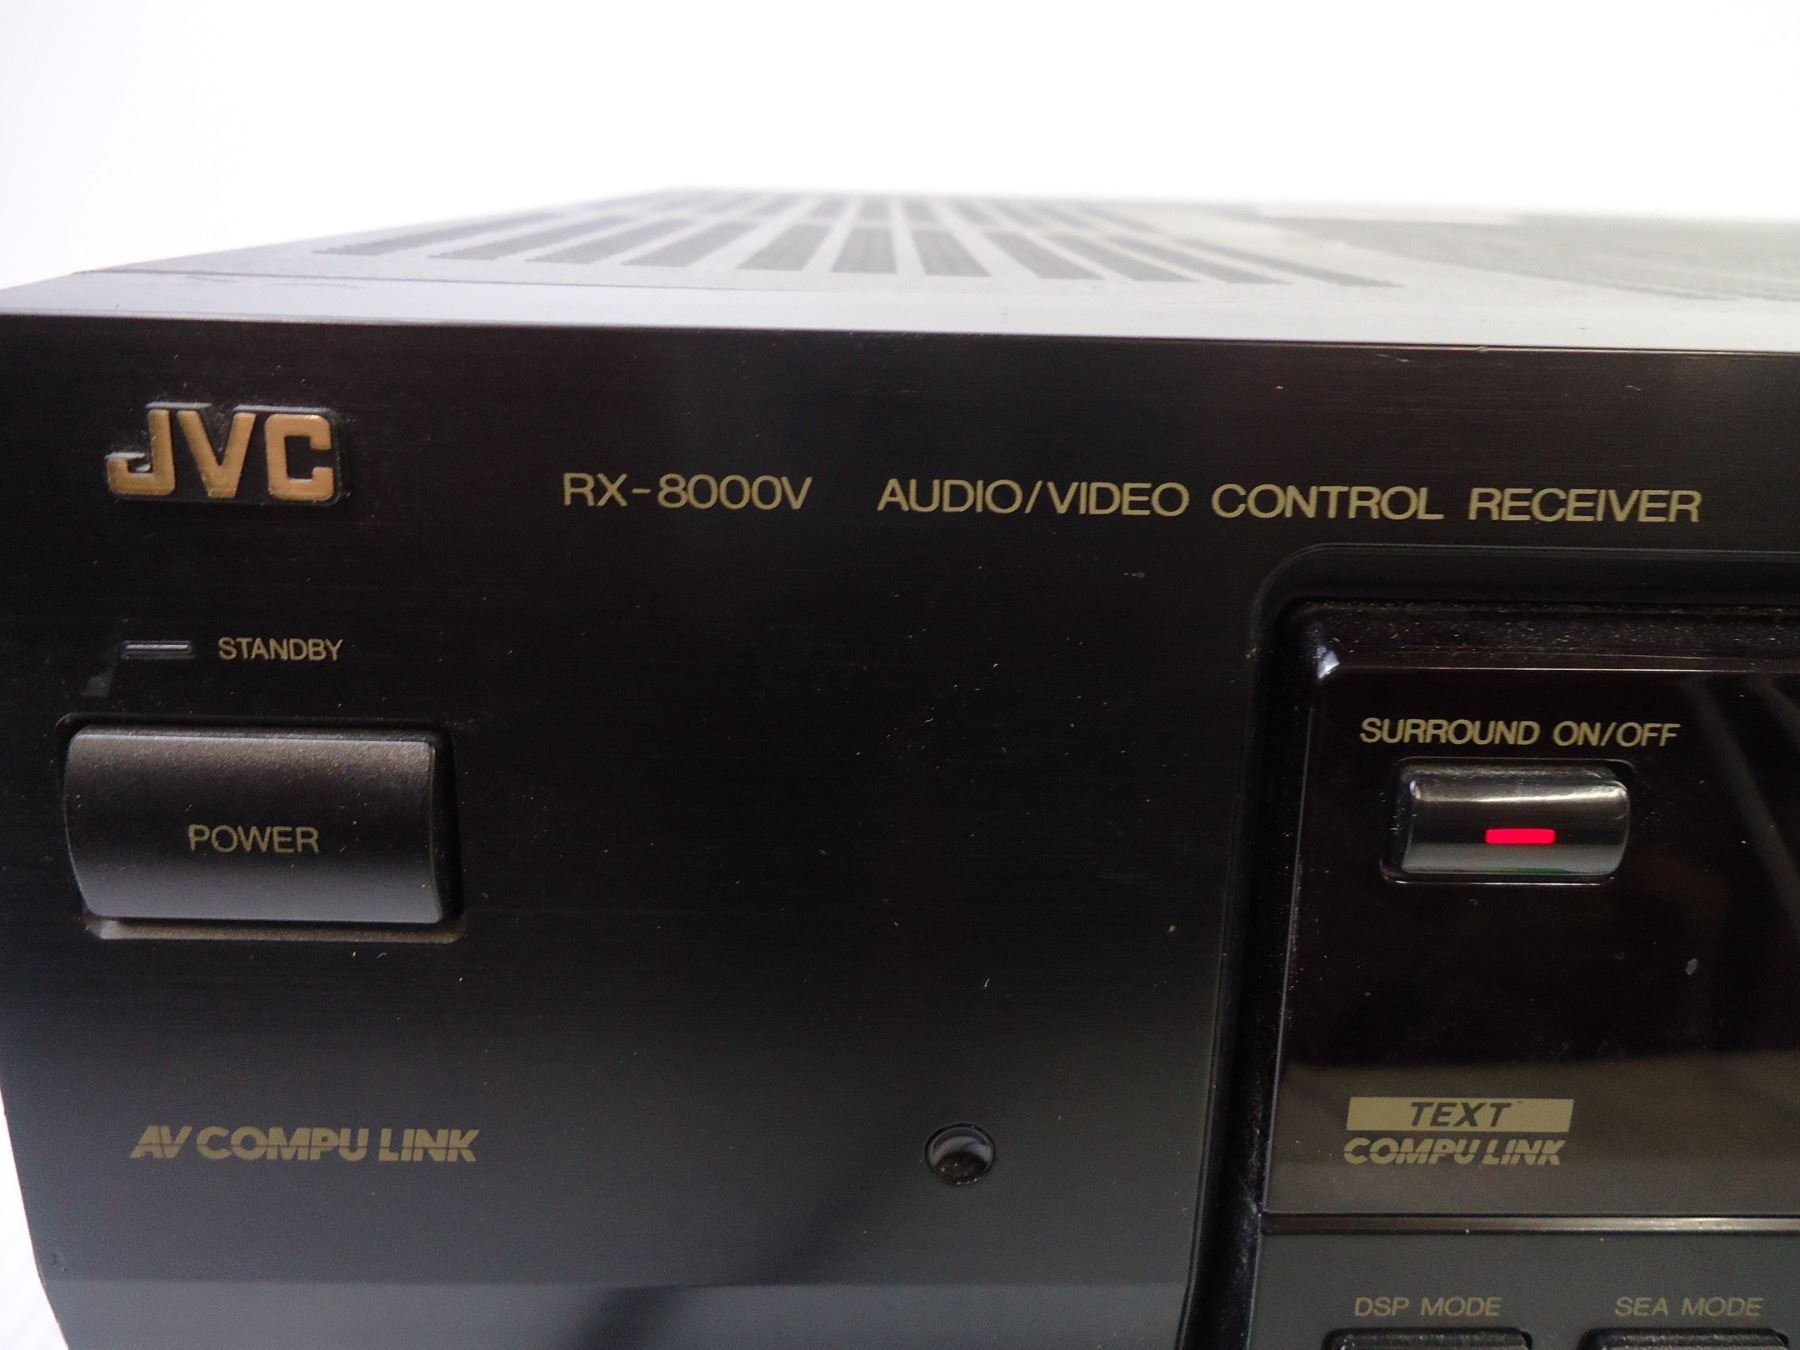 JVC
RX-8000V AUDIO/VIDEO CONTROL RECEIVER
STANDBY
POWER
SURROUND ON/OFF
AV COMPU LINK
TEXT
COMPU LINK
DSP MODE SEA MODE